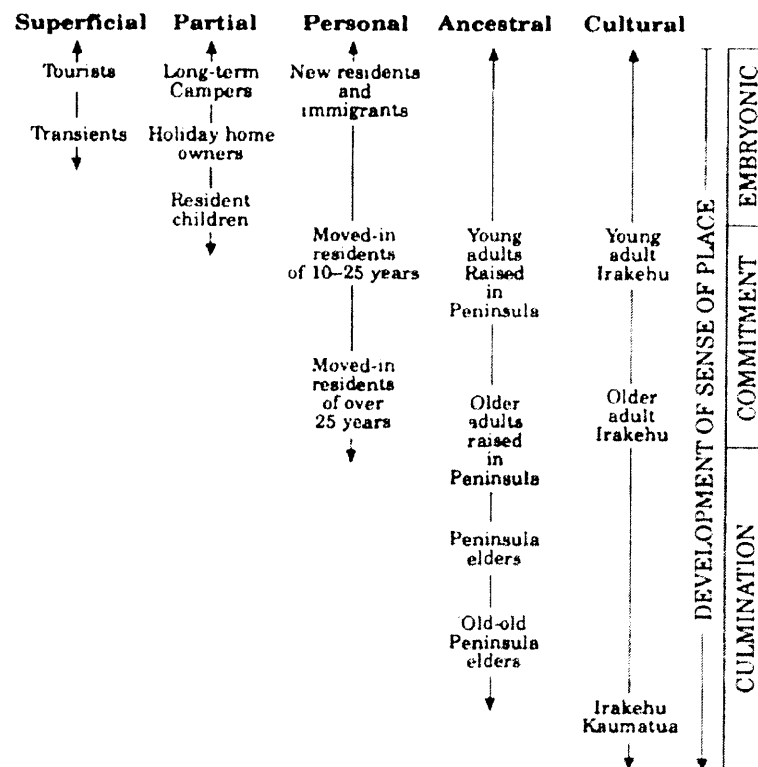 Superficial Partial Personal Ancestral Cultural
Tourists
Transients
Long-term
Campers
Holiday home
owners
Resident
children
New residents
and
immigrants
Moved-in
residents
of 10–25 years
Moved-in
residents
of over
25 years
Young
adults
Raised
in
Peninsula
Older
adults
raised
in
Peninsula
Peninsula
elders
Old-old
Peninsula
elders
Young
adult
Irakehu
Older
adult
Irakehu
Irakehu
Kaumatua
DEVELOPMENT OF SENSE OF PLACE
EMBRYONIC
COMMITMENT
CULMINATION